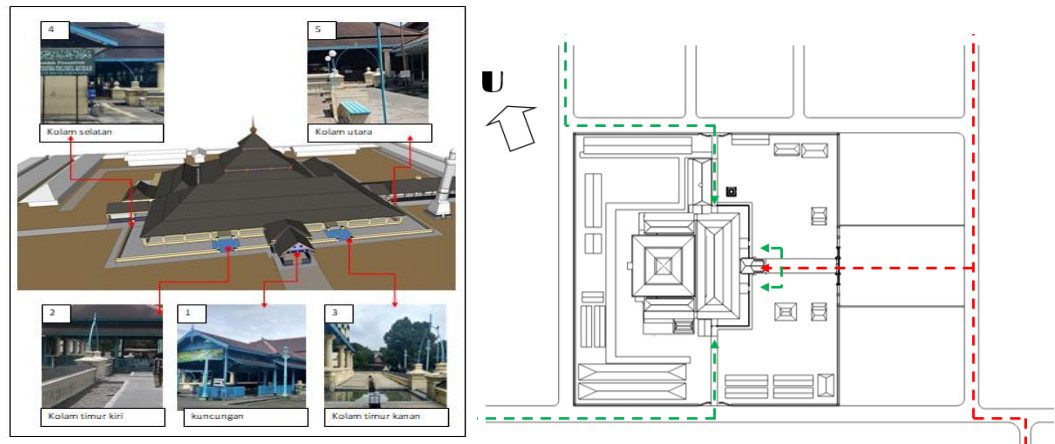 4
5
Kolam selatan
Kolam utara
2
1
3
Kolam timur kiri
kuncungan
Kolam timur kanan
U